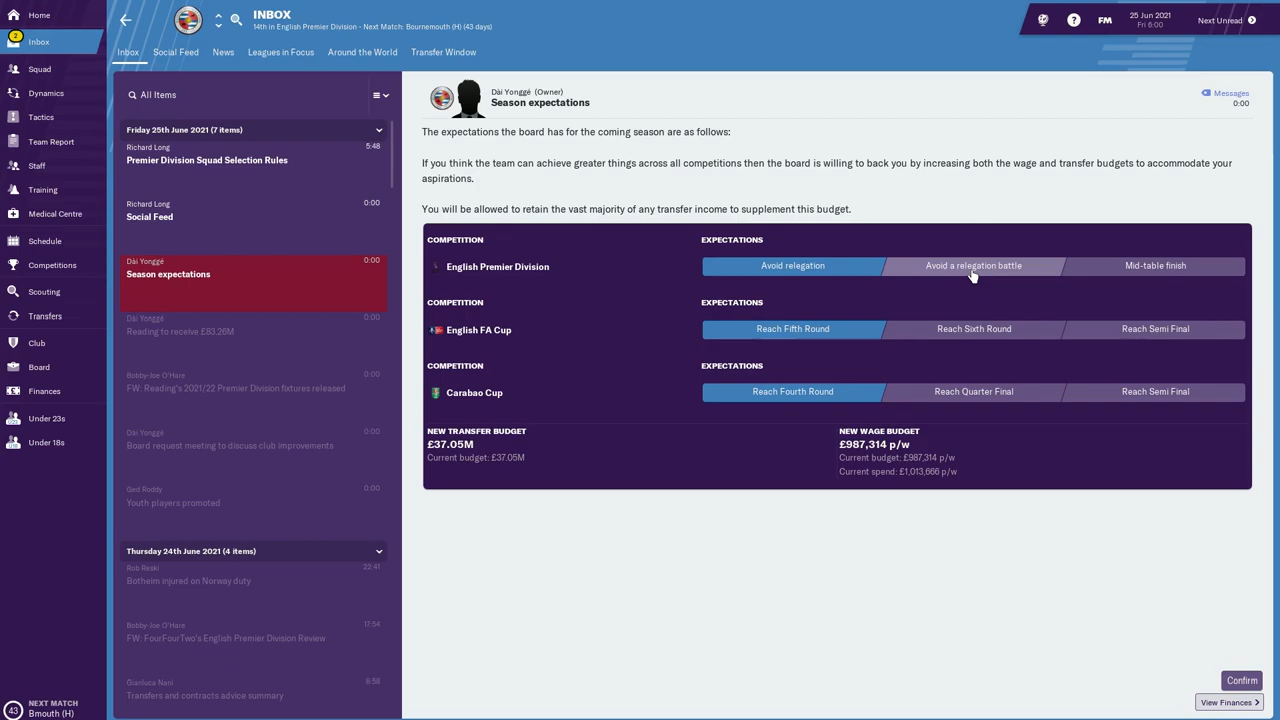 Home
2
Inbox
Squad
Dynamics
Tactics
Team Report
Staff
Training
Medical Centre
Schedule
Competitions
Scouting
Transfers
Club
Board
Finances
Under 23s
Under 18s
43
NEXT MATCH
Bmouth (H)
INBOX
14th in English Premier Division - Next Match: Bournemouth (H) (43 days)
?
FM
25 Jun 2021
Fri 6:00
Next Unread
Inbox
Social Feed
News
Leagues in Focus
Around the World
Transfer Window
All Items
Friday 25th June 2021 (7 items)
Richard Long 5:48
Premier Division Squad Selection Rules
Richard Long 0:00
Social Feed
Dài Yonggé 0:00
Season expectations
Dài Yonggé 0:00
Reading to receive £83.26M
Bobby-Joe O'Hare 0:00
FW: Reading's 2021/22 Premier Division fixtures released
Dài Yonggé 0:00
Board request meeting to discuss club improvements
Ged Roddy 0:00
Youth players promoted
Thursday 24th June 2021 (4 items)
Rob Reski 22:41
Botheim injured on Norway duty
Bobby-Joe O'Hare 17:54
FW: FourFourTwo's English Premier Division Review
Gianluca Nani 8:58
Transfers and contracts advice summary
Dài Yonggé (Owner)
Season expectations
Messages
0:00
The expectations the board has for the coming season are as follows:
If you think the team can achieve greater things across all competitions then the board is willing to back you by increasing both the wage and transfer budgets to accommodate your
aspirations.
You will be allowed to retain the vast majority of any transfer income to supplement this budget.
COMPETITION EXPECTATIONS
English Premier Division Avoid relegation Avoid a relegation battle Mid-table finish
COMPETITION EXPECTATIONS
English FA Cup Reach Fifth Round Reach Sixth Round Reach Semi Final
COMPETITION EXPECTATIONS
Carabao Cup Reach Fourth Round Reach Quarter Final Reach Semi Final
NEW TRANSFER BUDGET
£37.05M
Current budget: £37.05M
NEW WAGE BUDGET
£987,314 p/w
Current budget: £987,314 p/w
Current spend: £1,013,666 p/w
Confirm
View Finances